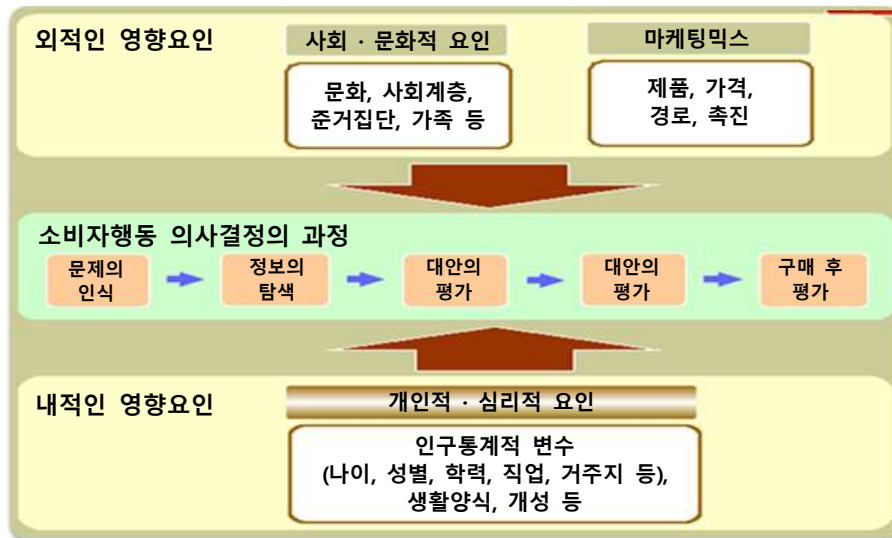 외적인 영향요인
사회 · 문화적 요인
문화, 사회계층,
준거집단, 가족 등
마케팅믹스
제품, 가격,
경로, 촉진
소비자행동 의사결정의 과정
문제의
인식
정보의
탐색
대안의
평가
대안의
평가
구매 후
평가
내적인 영향요인
개인적 · 심리적 요인
인구통계적 변수
(나이, 성별, 학력, 직업, 거주지 등),
생활양식, 개성 등